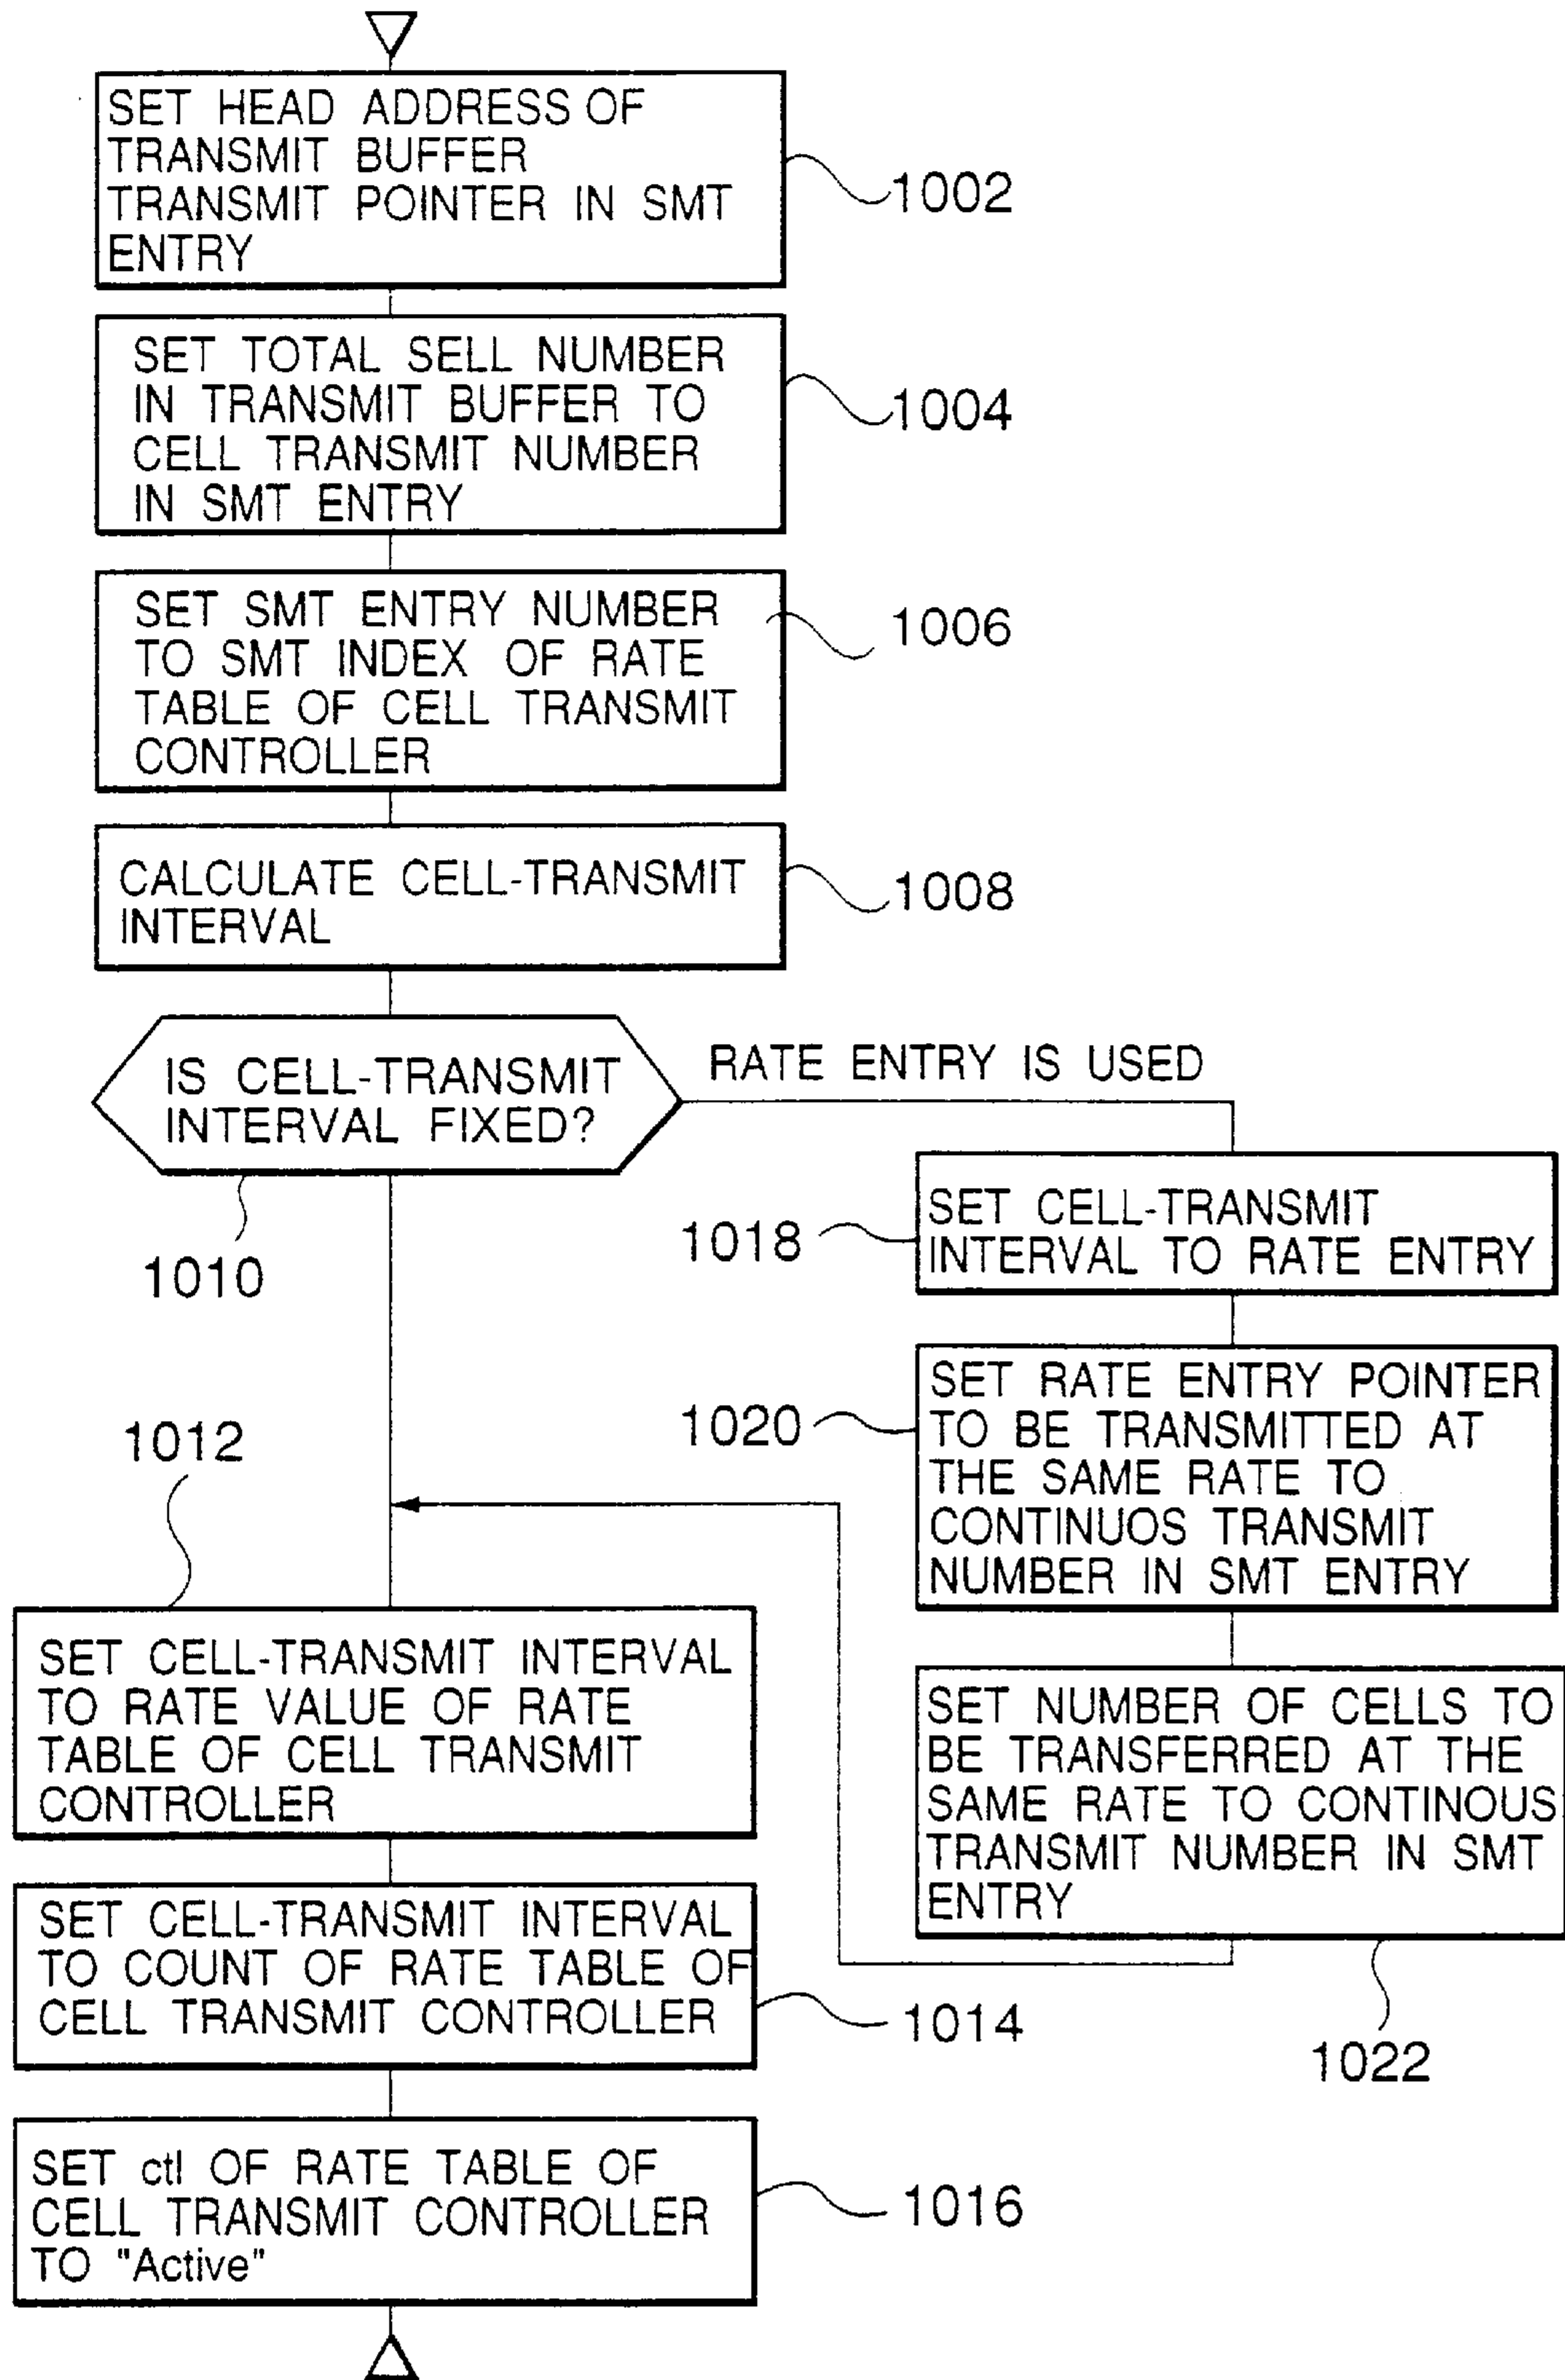 SET HEAD ADDRESS OF
TRANSMIT BUFFER
TRANSMIT POINTER IN SMT
ENTRY
1002
SET TOTAL SELL NUMBER
IN TRANSMIT BUFFER TO
CELL TRANSMIT NUMBER
IN SMT ENTRY
1004
SET SMT ENTRY NUMBER
TO SMT INDEX OF RATE
TABLE OF CELL TRANSMIT
CONTROLLER
1006
CALCULATE CELL-TRANSMIT
INTERVAL
1008
IS CELL-TRANSMIT
INTERVAL FIXED?
1010
RATE ENTRY IS USED
SET CELL-TRANSMIT
INTERVAL TO RATE ENTRY
1018
SET RATE ENTRY POINTER
TO BE TRANSMITTED AT
THE SAME RATE TO
CONTINUOS TRANSMIT
NUMBER IN SMT ENTRY
1020
SET NUMBER OF CELLS TO
BE TRANSFERRED AT THE
SAME RATE TO CONTINOUS
TRANSMIT NUMBER IN SMT
ENTRY
1022
1012
SET CELL-TRANSMIT INTERVAL
TO RATE VALUE OF RATE
TABLE OF CELL TRANSMIT
CONTROLLER
SET CELL-TRANSMIT INTERVAL
TO COUNT OF RATE TABLE OF
CELL TRANSMIT CONTROLLER
1014
SET ctl OF RATE TABLE OF
CELL TRANSMIT CONTROLLER
TO "Active"
1016